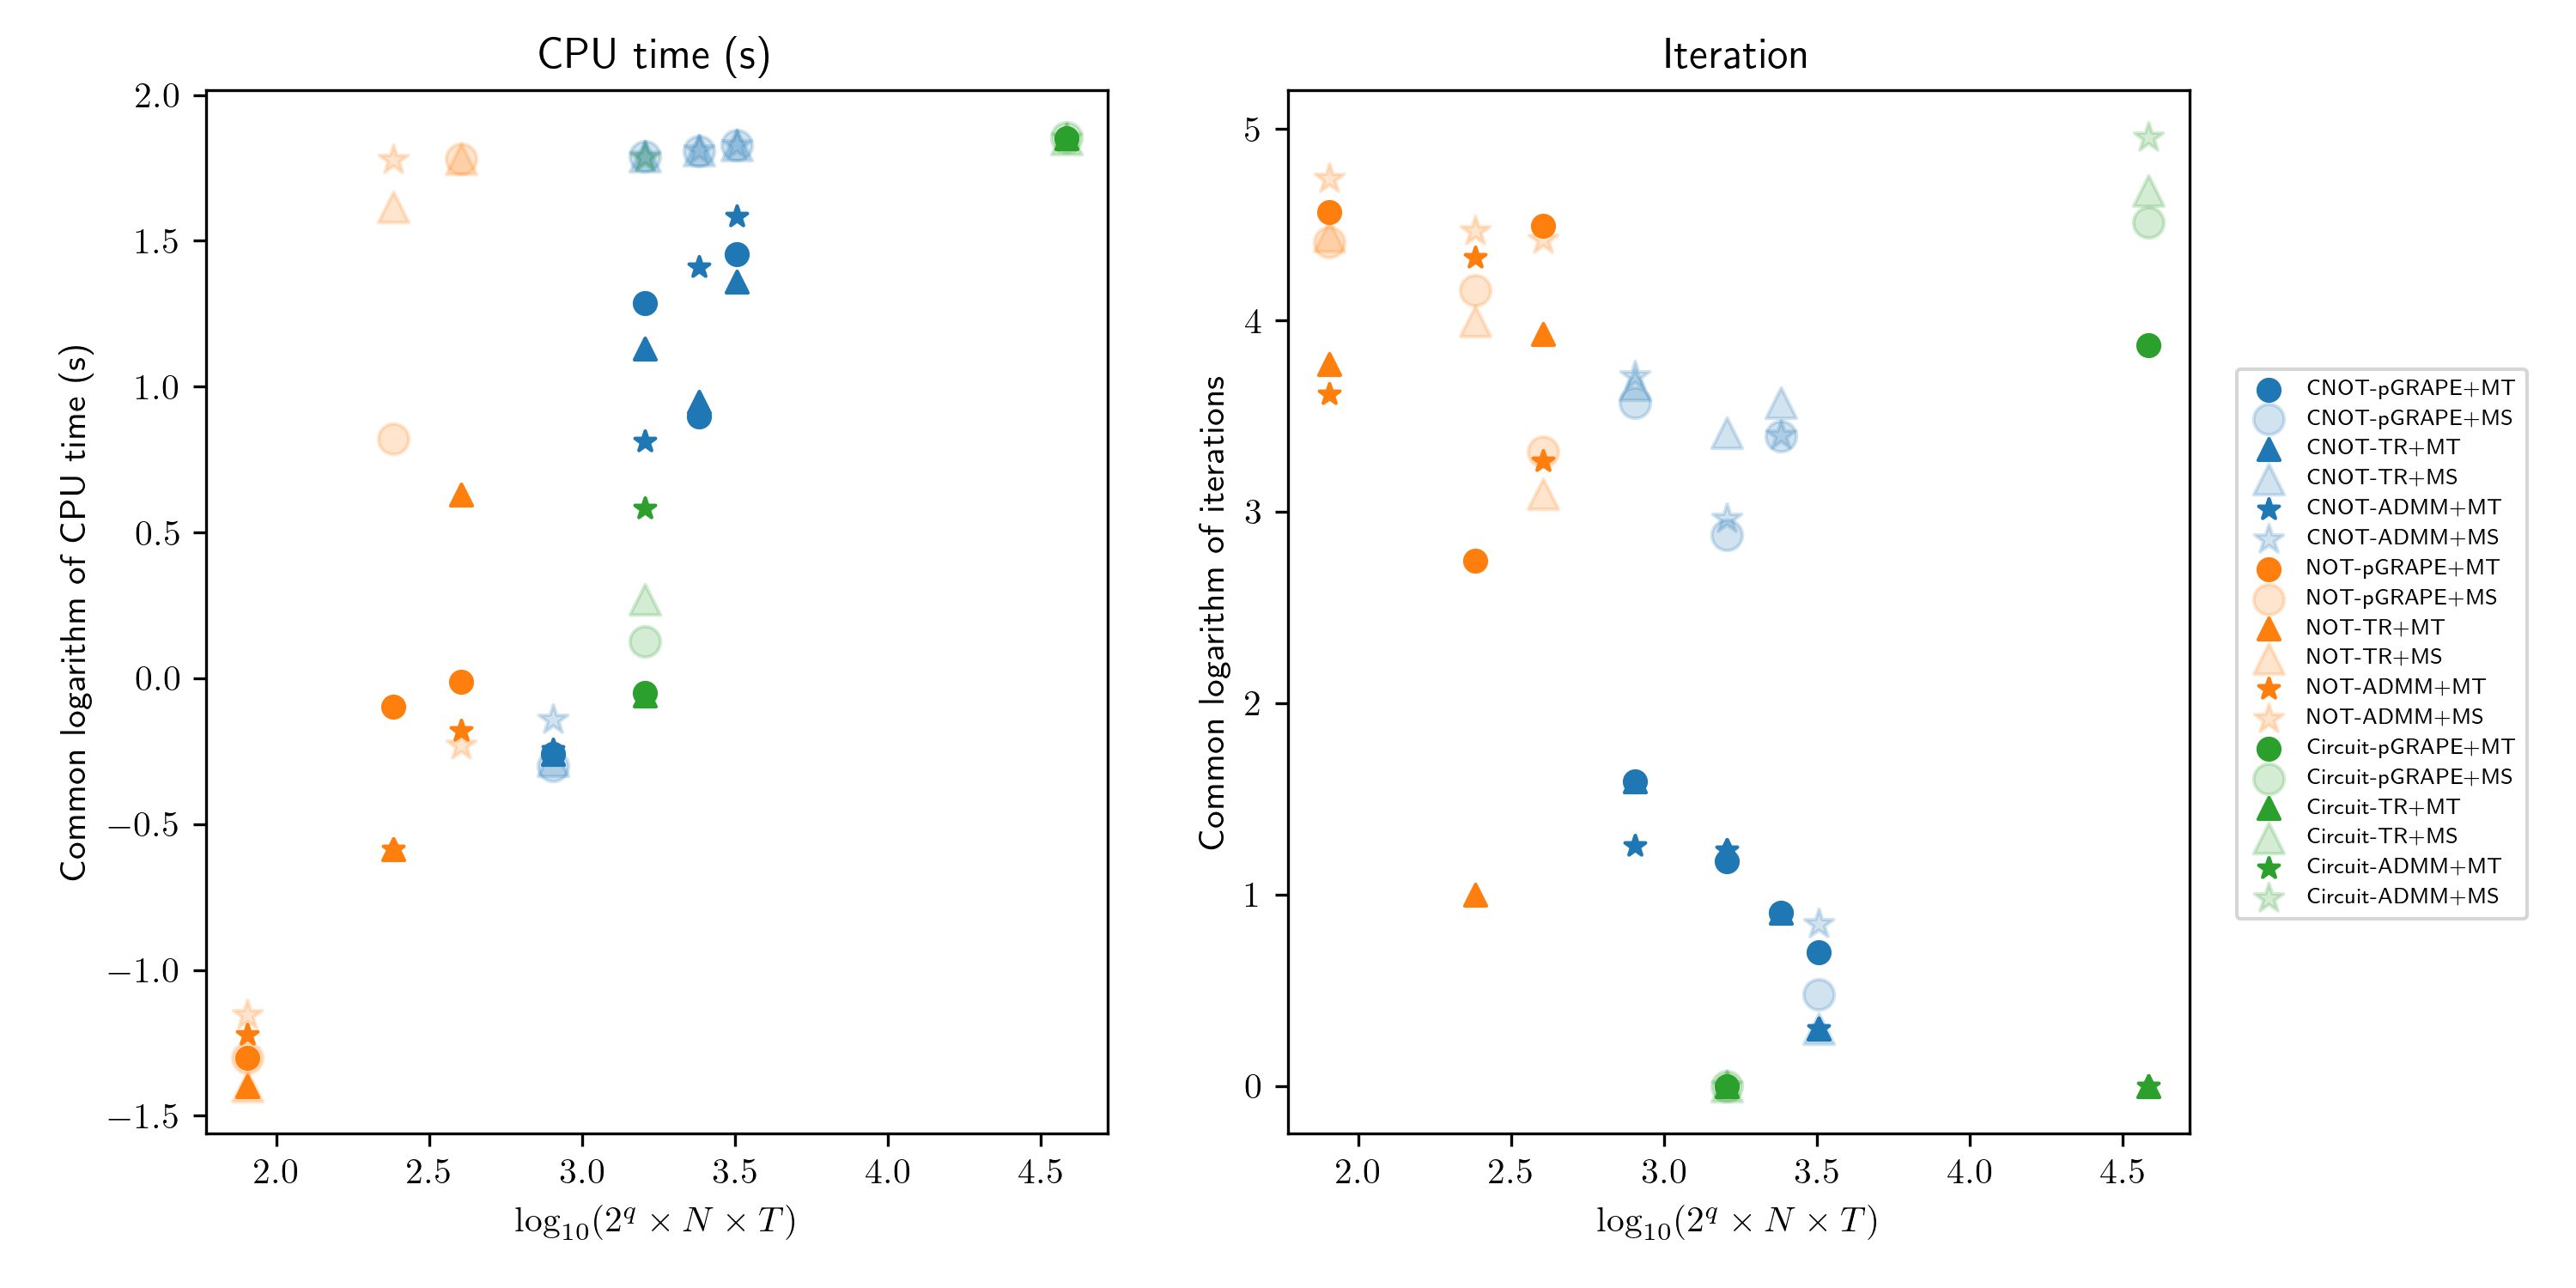 CPU time (s)
Common logarithm of CPU time (s)
2.0
1.5
1.0
0.5
0.0
−0.5
−1.0
−1.5
2.0 2.5 3.0 3.5 4.0 4.5
log₁₀(2^q × N × T)
Iteration
Common logarithm of iterations
5
4
3
2
1
0
2.0 2.5 3.0 3.5 4.0 4.5
log₁₀(2^q × N × T)
CNOT-pGRAPE+MT
CNOT-pGRAPE+MS
CNOT-TR+MT
CNOT-TR+MS
CNOT-ADMM+MT
CNOT-ADMM+MS
NOT-pGRAPE+MT
NOT-pGRAPE+MS
NOT-TR+MT
NOT-TR+MS
NOT-ADMM+MT
NOT-ADMM+MS
Circuit-pGRAPE+MT
Circuit-pGRAPE+MS
Circuit-TR+MT
Circuit-TR+MS
Circuit-ADMM+MT
Circuit-ADMM+MS